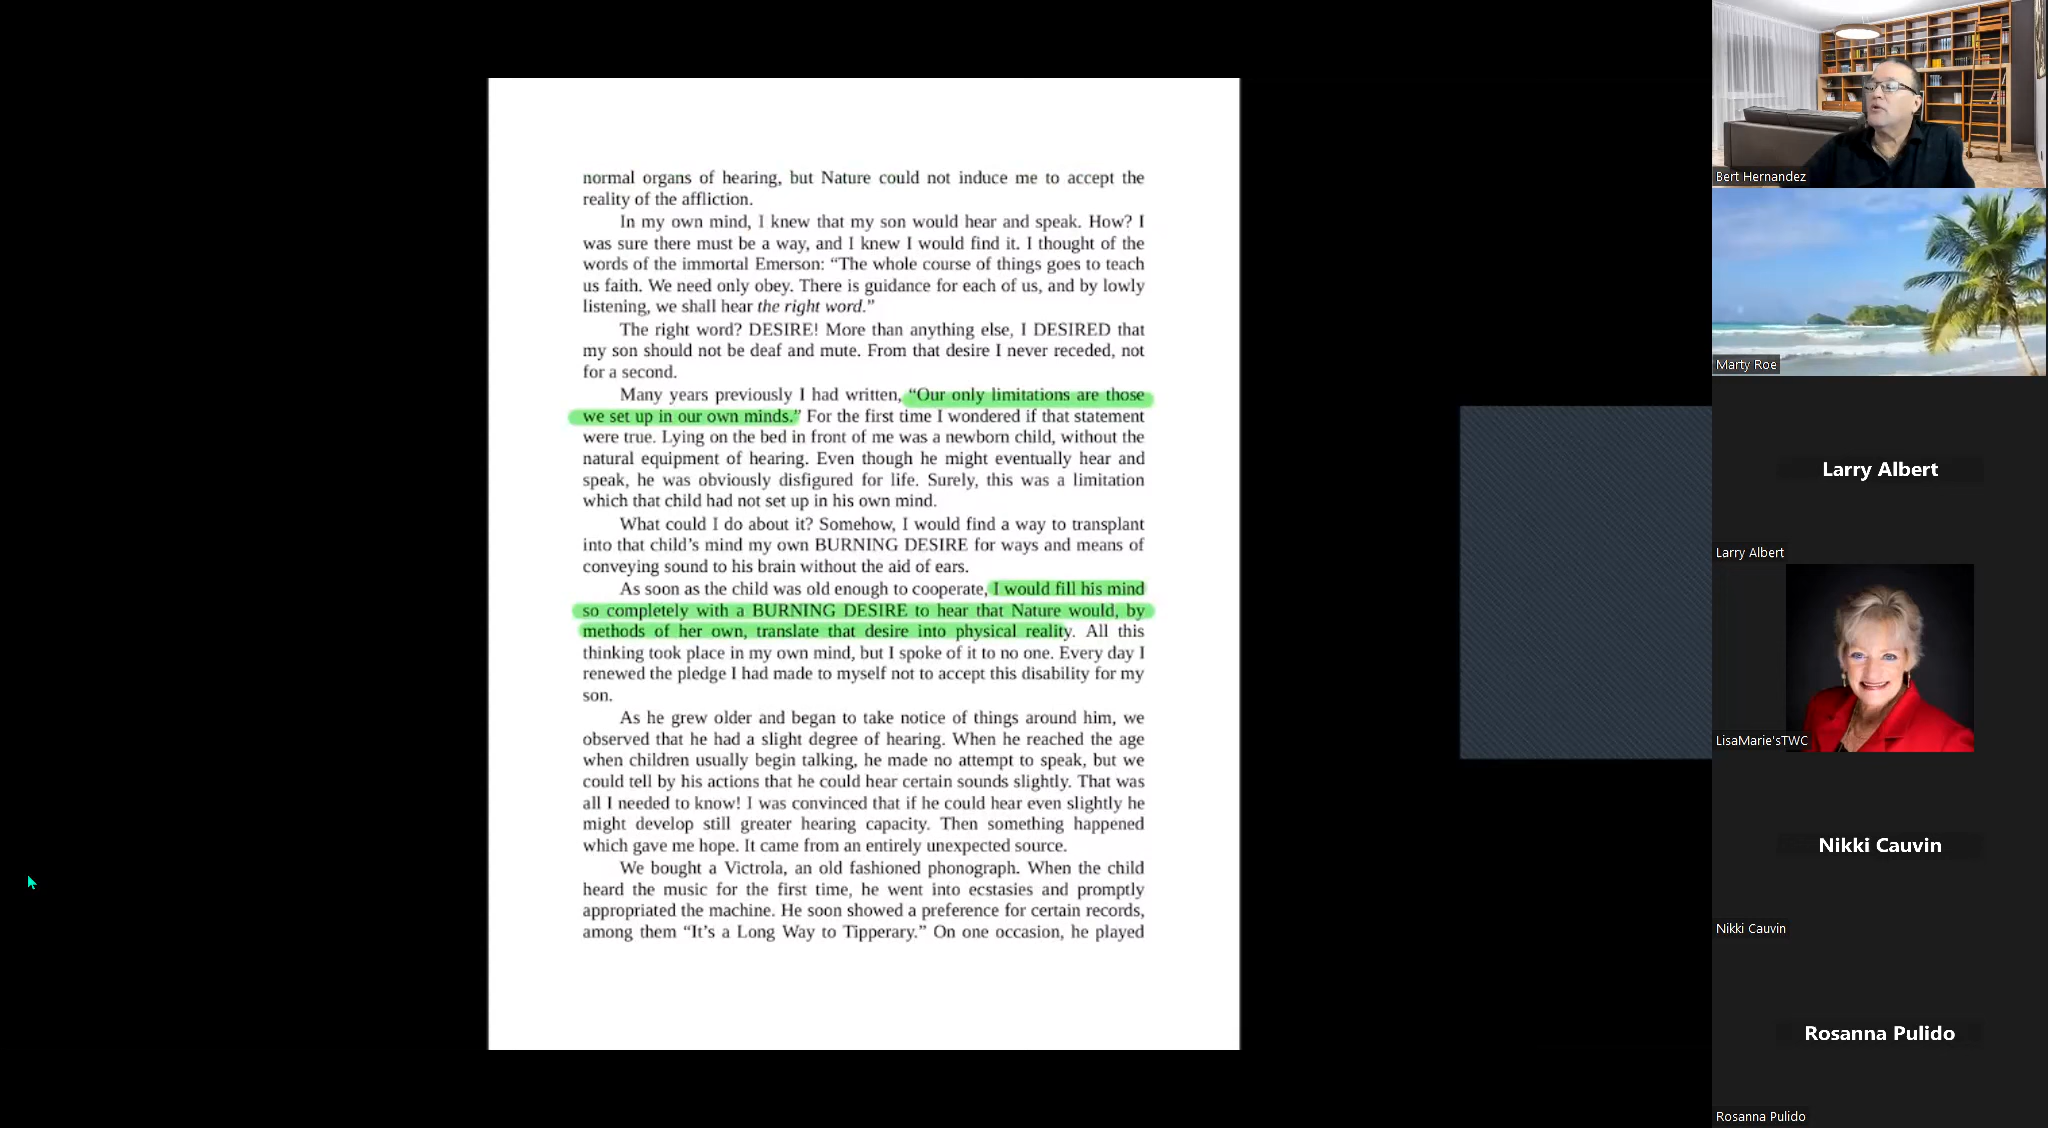 normal organs of hearing, but Nature could not induce me to accept the
reality of the affliction.
In my own mind, I knew that my son would hear and speak. How? I
was sure there must be a way, and I knew I would find it. I thought of the
words of the immortal Emerson: “The whole course of things goes to teach
us faith. We need only obey. There is guidance for each of us, and by lowly
listening, we shall hear the right word.”
The right word? DESIRE! More than anything else, I DESIRED that
my son should not be deaf and mute. From that desire I never receded, not
for a second.
Many years previously I had written, “Our only limitations are those
we set up in our own minds.” For the first time I wondered if that statement
were true. Lying on the bed in front of me was a newborn child, without the
natural equipment of hearing. Even though he might eventually hear and
speak, he was obviously disfigured for life. Surely, this was a limitation
which that child had not set up in his own mind.
What could I do about it? Somehow, I would find a way to transplant
into that child’s mind my own BURNING DESIRE for ways and means of
conveying sound to his brain without the aid of ears.
As soon as the child was old enough to cooperate, I would fill his mind
so completely with a BURNING DESIRE to hear that Nature would, by
methods of her own, translate that desire into physical reality. All this
thinking took place in my own mind, but I spoke of it to no one. Every day I
renewed the pledge I had made to myself not to accept this disability for my
son.
As he grew older and began to take notice of things around him, we
observed that he had a slight degree of hearing. When he reached the age
when children usually begin talking, he made no attempt to speak, but we
could tell by his actions that he could hear certain sounds slightly. That was
all I needed to know! I was convinced that if he could hear even slightly he
might develop still greater hearing capacity. Then something happened
which gave me hope. It came from an entirely unexpected source.
We bought a Victrola, an old fashioned phonograph. When the child
heard the music for the first time, he went into ecstasies and promptly
appropriated the machine. He soon showed a preference for certain records,
among them “It’s a Long Way to Tipperary.” On one occasion, he played
Bert Hernandez
Marty Roe
Larry Albert
Larry Albert
LisaMarie'sTWC
Nikki Cauvin
Nikki Cauvin
Rosanna Pulido
Rosanna Pulido